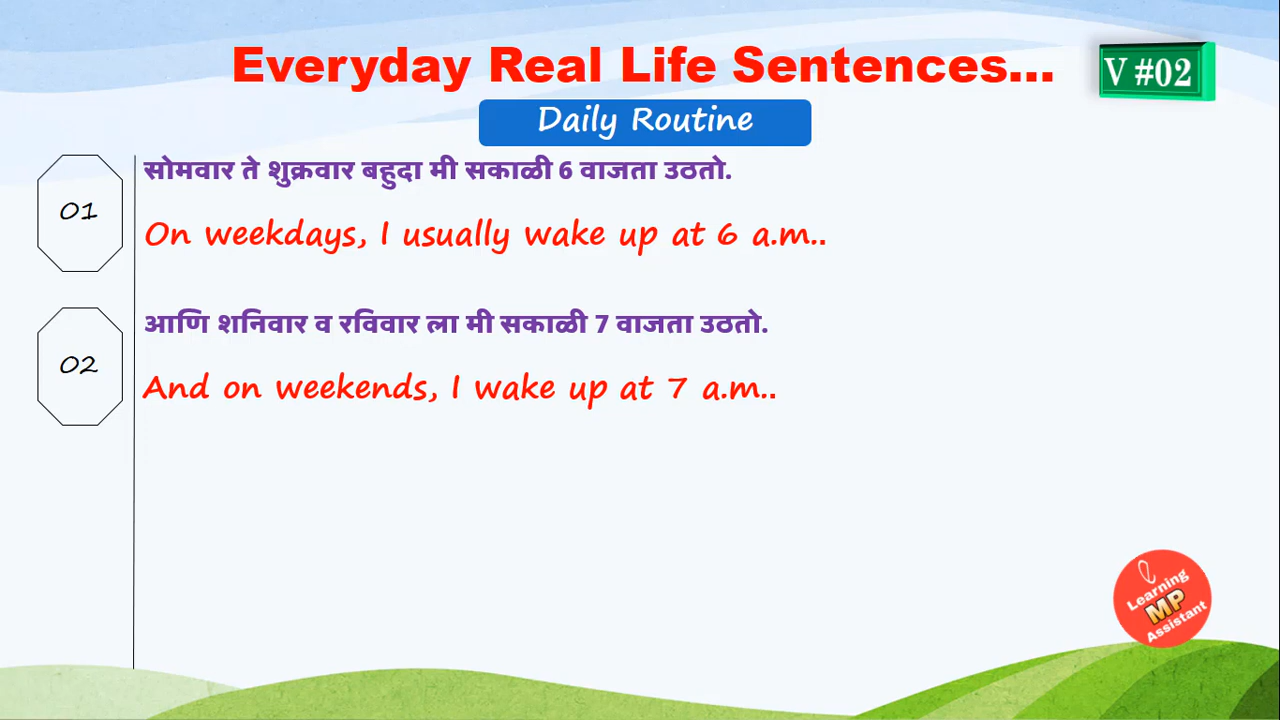 Everyday Real Life Sentences...
V #02
Daily Routine
01
सोमवार ते शुक्रवार बहुदा मी सकाळी 6 वाजता उठतो.
On weekdays, I usually wake up at 6 a.m..
02
आणि शनिवार व रविवार ला मी सकाळी 7 वाजता उठतो.
And on weekends, I wake up at 7 a.m..
Learning
MP
Assistant